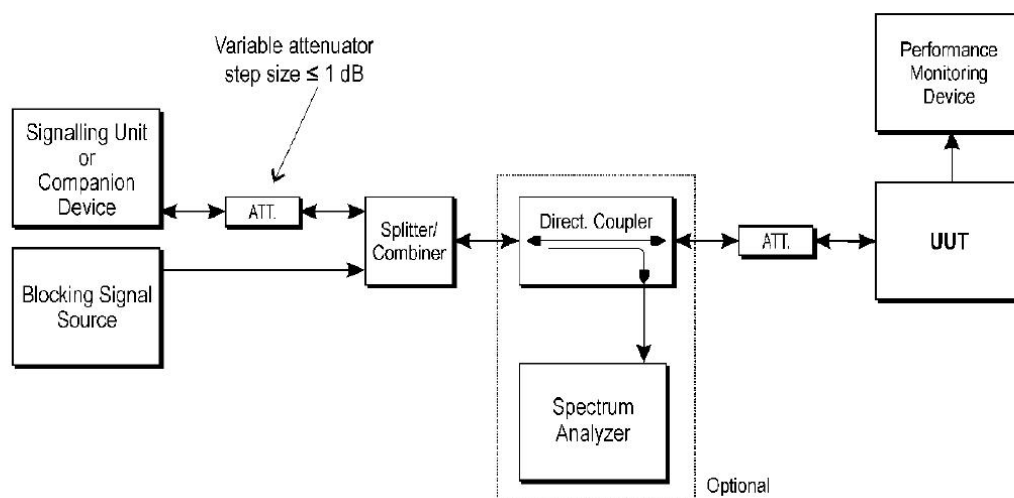 Variable attenuator
step size ≤ 1 dB
Performance
Monitoring
Device
Signalling Unit
or
Companion
Device
ATT.
Splitter/
Combiner
Direct. Coupler
ATT.
UUT
Blocking Signal
Source
Spectrum
Analyzer
Optional